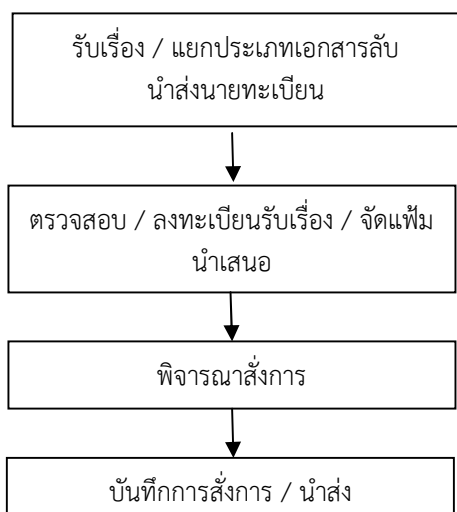 รับเรื่อง / แยกประเภทเอกสารลับ
นำส่งนายทะเบียน
ตรวจสอบ / ลงทะเบียนรับเรื่อง / จัดแฟ้ม
นำเสนอ
พิจารณาสั่งการ
บันทึกการสั่งการ / นำส่ง